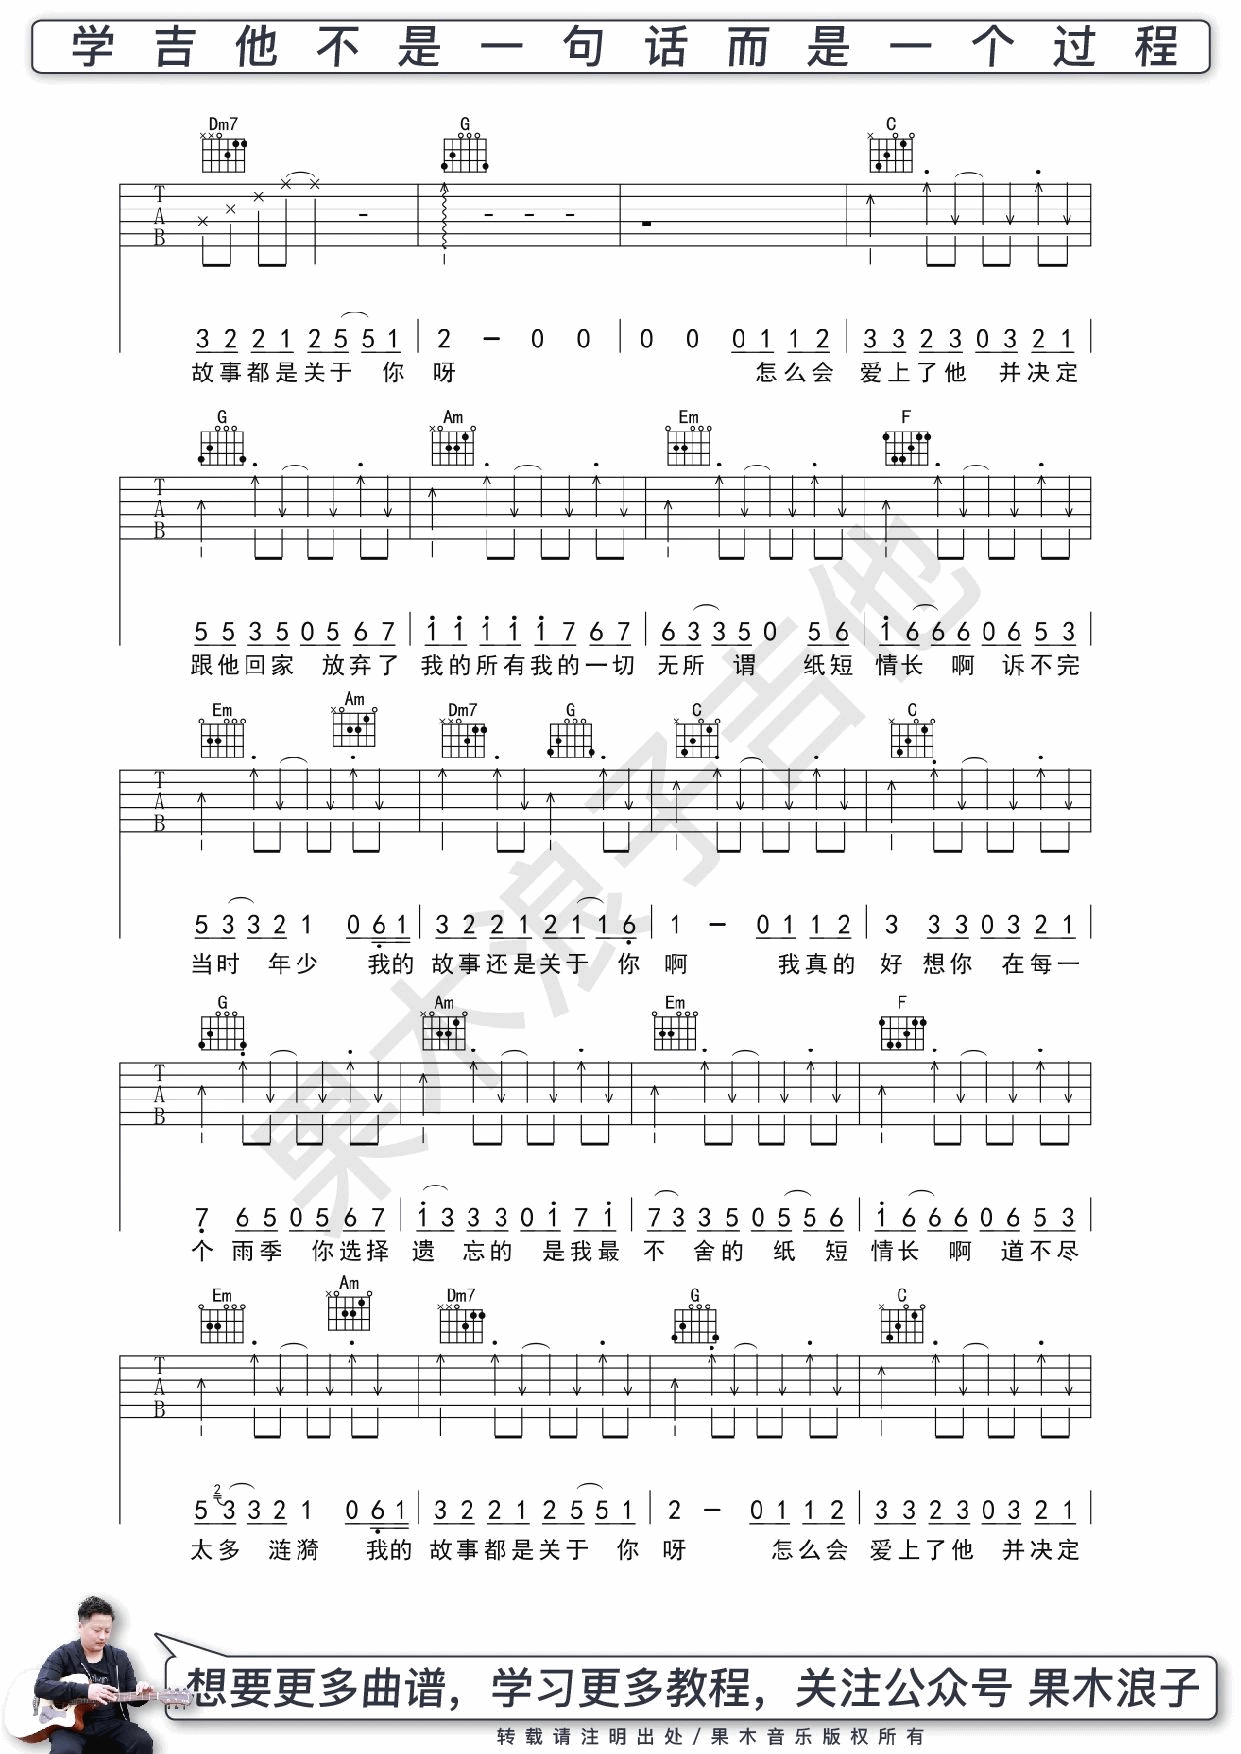 学吉他不是一句话而是一个过程
Dm7 G C
T A B
3 2 2 1 2 5 5 1 | 2 - 0 0 | 0 0 0 1 1 2 | 3 3 2 3 0 3 2 1 |
故事都是关于 你 呀 怎么会 爱上了他 并决定
G Am Em F
T A B
5 5 3 5 0 5 6 7 | i i i i i 7 6 7 | 6 3 3 5 0 5 6 | i 6 6 6 0 6 5 3 |
跟他回家 放弃了 我的所有我的一切 无所 谓 纸短 情长 啊 诉不完
Em Am Dm7 G C C
T A B
5 3 3 2 1 0 6 1 | 3 2 2 1 2 1 1 6 | 1 - 0 1 1 2 | 3 3 3 0 3 2 1 |
当时 年少 我的 故事还是关于 你 啊 我真的 好 想你 在每一
G Am Em F
T A B
7 6 5 0 5 6 7 | i 3 3 3 0 i 7 i | 7 3 3 5 0 5 5 6 | i 6 6 6 0 6 5 3 |
个 雨季 你选择 遗 忘的 是我最 不 舍的 纸 短 情长 啊 道不尽
Em Am Dm7 G C
T A B
5 2 3 3 2 1 0 6 1 | 3 2 2 1 2 5 5 1 | 2 - 0 1 1 2 | 3 3 2 3 0 3 2 1 |
太多 涟漪 我的 故事都是关于 你 呀 怎么会 爱上了他 并决定
果木浪子吉他
想要更多曲谱，学习更多教程，关注公众号 果木浪子
转载请注明出处/果木音乐版权所有